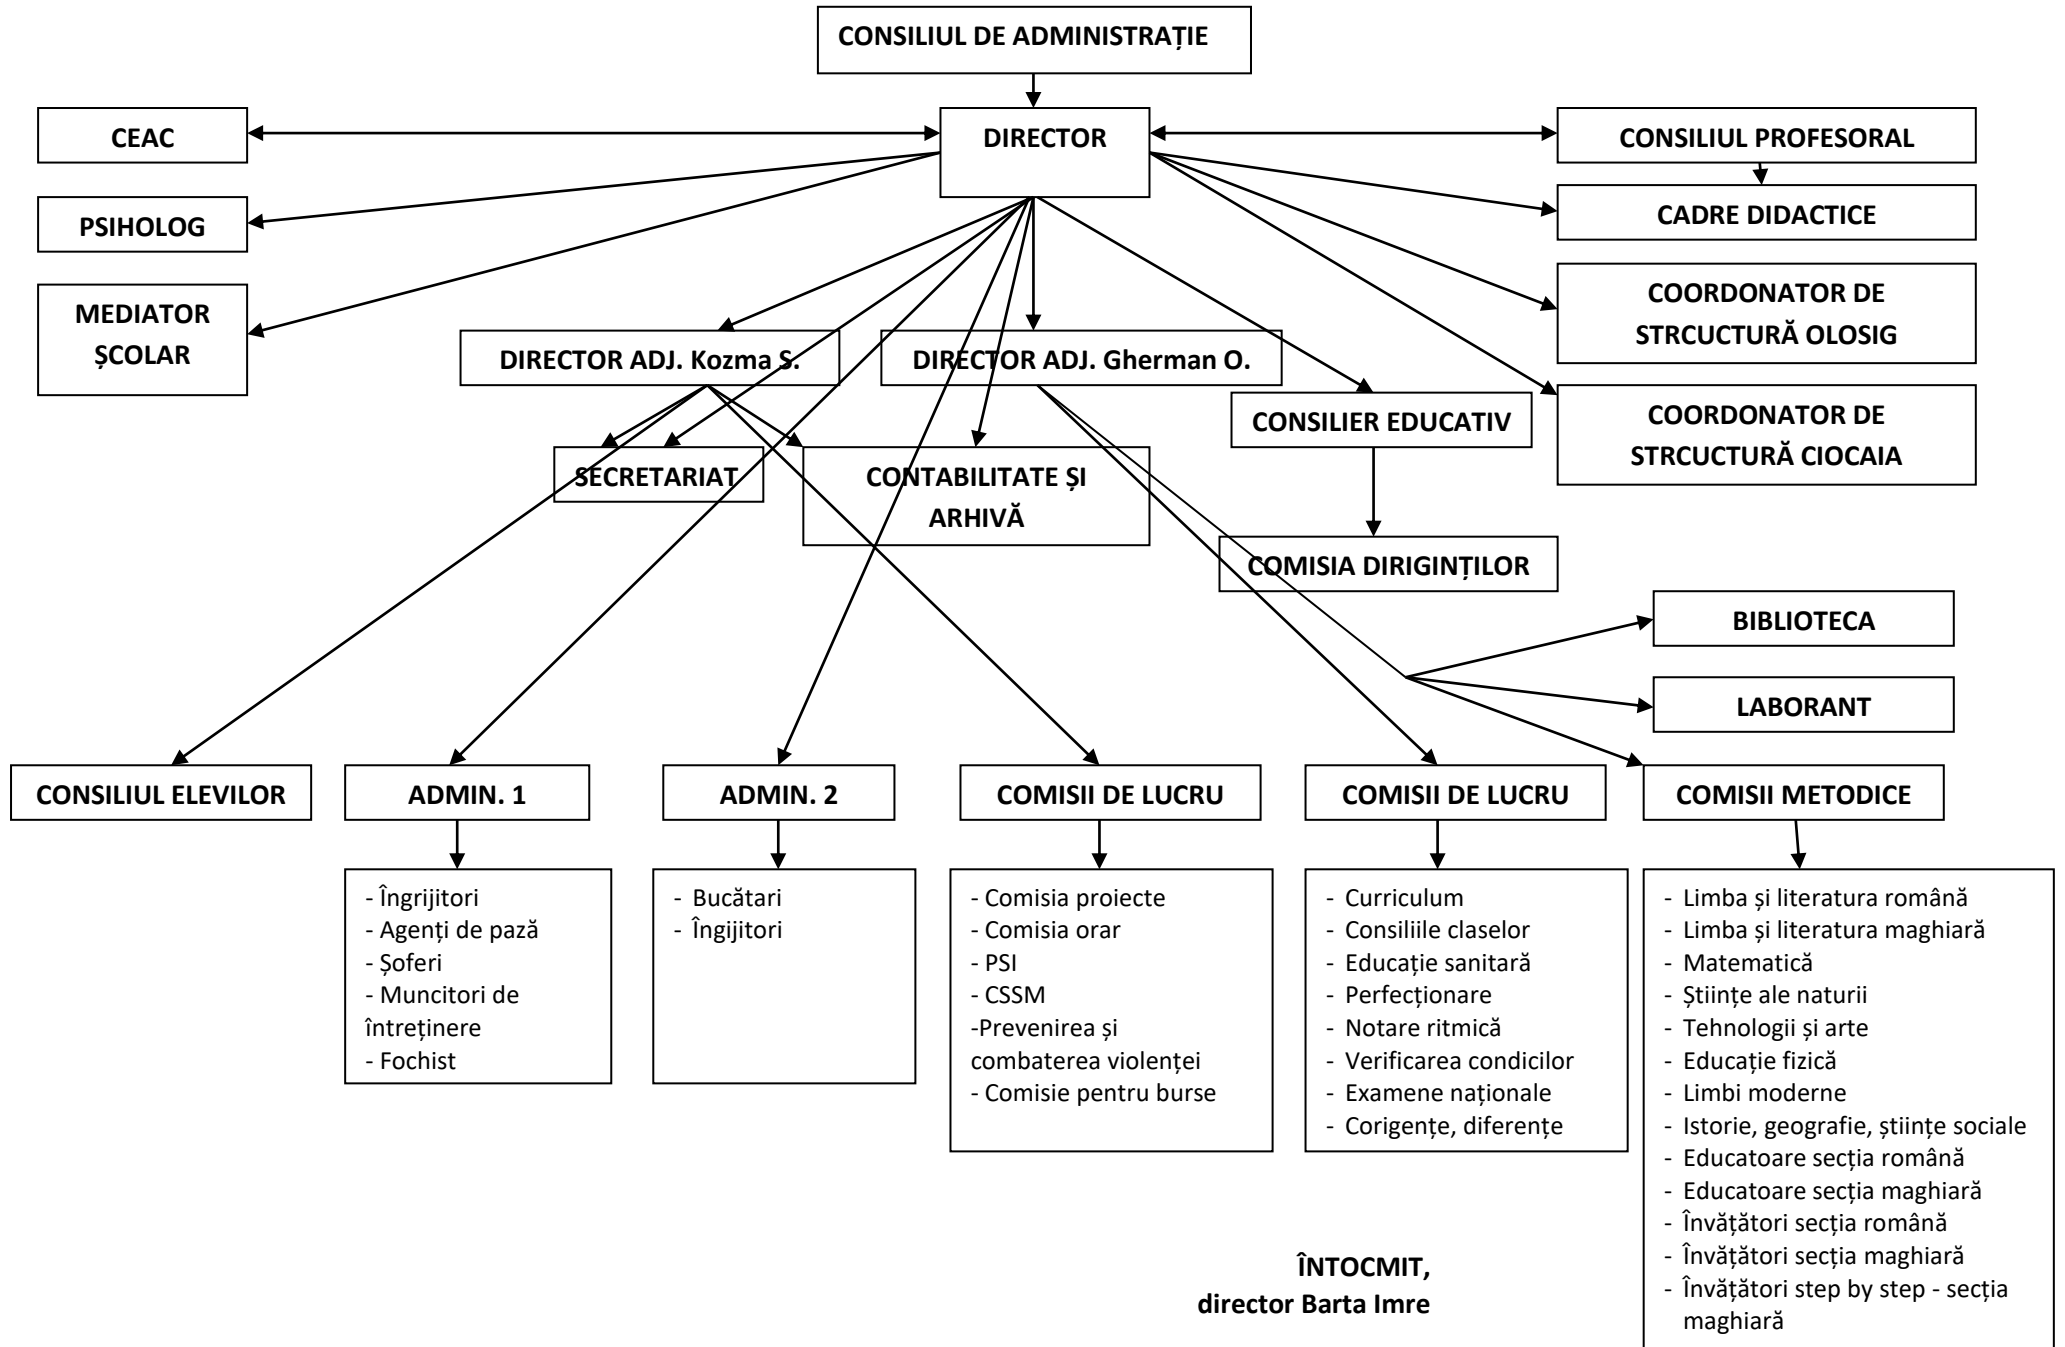 CONSILIUL DE ADMINISTRAȚIE
CEAC
DIRECTOR
CONSILIUL PROFESORAL
PSIHOLOG
CADRE DIDACTICE
MEDIATOR
ȘCOLAR
COORDONATOR DE
STRCUCTURĂ OLOSIG
DIRECTOR ADJ. Kozma S.
DIRECTOR ADJ. Gherman O.
CONSILIER EDUCATIV
COORDONATOR DE
STRCUCTURĂ CIOCAIA
SECRETARIAT
CONTABILITATE ȘI
ARHIVĂ
COMISIA DIRIGINȚILOR
BIBLIOTECA
LABORANT
CONSILIUL ELEVILOR
ADMIN. 1
ADMIN. 2
COMISII DE LUCRU
COMISII DE LUCRU
COMISII METODICE
- Îngrijitori
- Agenți de pază
- Șoferi
- Muncitori de
întreținere
- Fochist
- Bucătari
- Îngijitori
- Comisia proiecte
- Comisia orar
- PSI
- CSSM
-Prevenirea și
combaterea violenței
- Comisie pentru burse
- Curriculum
- Consiliile claselor
- Educație sanitară
- Perfecționare
- Notare ritmică
- Verificarea condicilor
- Examene naționale
- Corigențe, diferențe
- Limba și literatura română
- Limba și literatura maghiară
- Matematică
- Științe ale naturii
- Tehnologii și arte
- Educație fizică
- Limbi moderne
- Istorie, geografie, științe sociale
- Educatoare secția română
- Educatoare secția maghiară
- Învățători secția română
- Învățători secția maghiară
- Învățători step by step - secția
maghiară
ÎNTOCMIT,
director Barta Imre